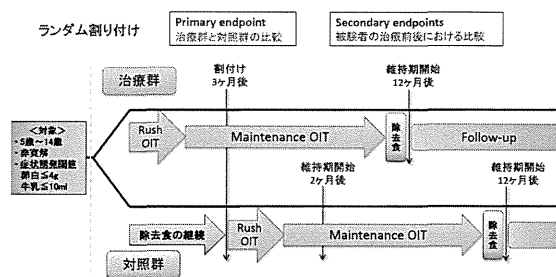 ランダム割り付け
Primary endpoint
治療群と対照群の比較
Secondary endpoints
被験者の治療前後における比較
治療群
割付け
3ヶ月後
維持期開始
12ヶ月後
<対象>
・5歳~14歳
・非寛解
・症状誘発閾値
卵白≦4g
牛乳≦10ml
Rush
OIT
Maintenance OIT
除去食
Follow-up
維持期開始
2ヶ月後
維持期開始
12ヶ月後
除去食の継続
Rush
OIT
Maintenance OIT
除去食
対照群